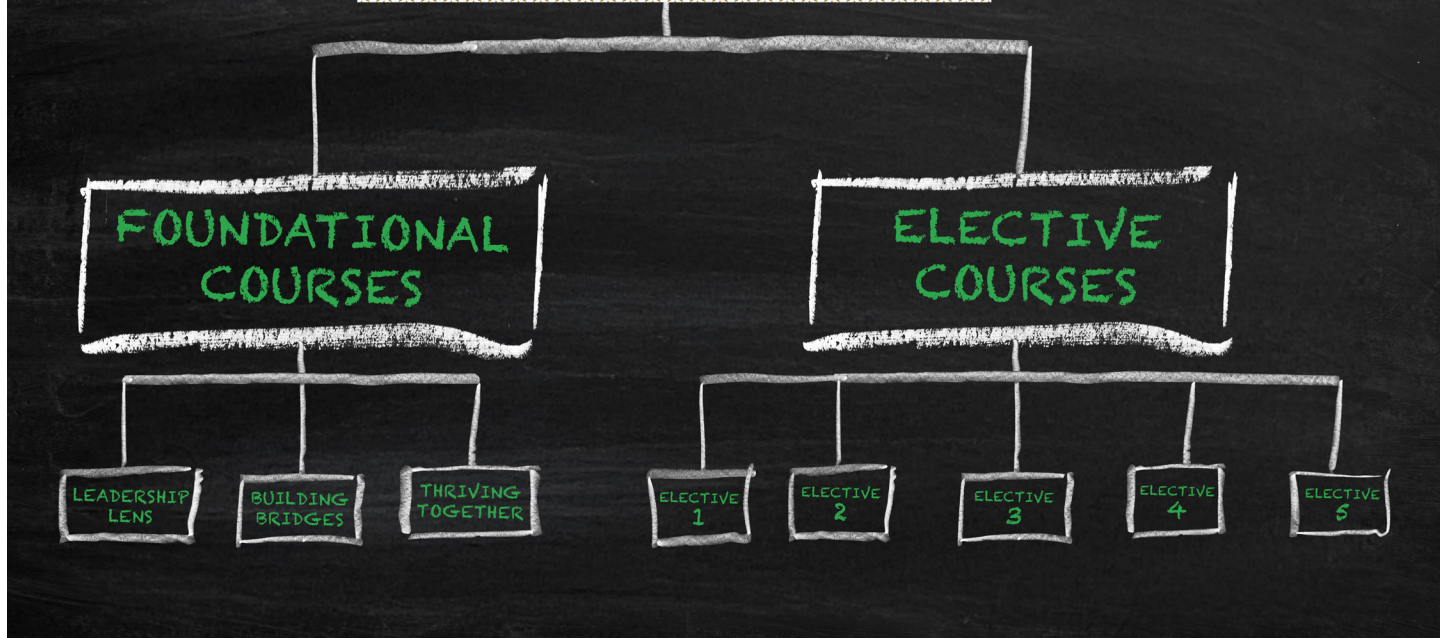 FOUNDATIONAL
COURSES
ELECTIVE
COURSES
LEADERSHIP
LENS
BUILDING
BRIDGES
THRIVING
TOGETHER
ELECTIVE
1
ELECTIVE
2
ELECTIVE
3
ELECTIVE
4
ELECTIVE
5